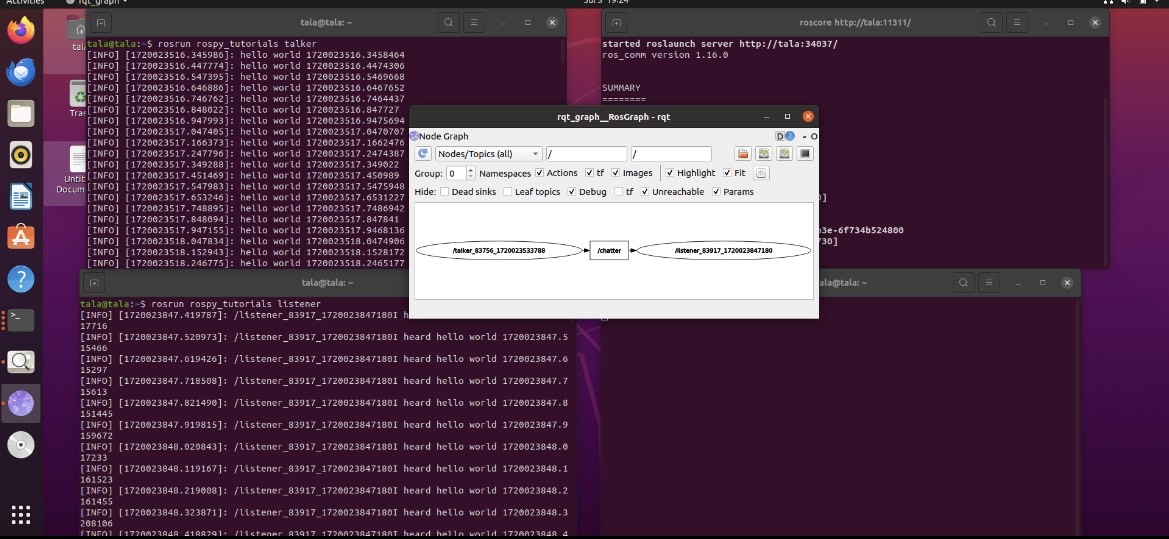 Activities
rqt_graph
Jul 3 19:24
tala@tala: ~
tala@tala:~$ rosrun rospy_tutorials talker
[INFO] [1720023516.345986]: hello world 1720023516.3458464
[INFO] [1720023516.447774]: hello world 1720023516.4474306
[INFO] [1720023516.547395]: hello world 1720023516.5469668
[INFO] [1720023516.646886]: hello world 1720023516.6467652
[INFO] [1720023516.746762]: hello world 1720023516.7464437
[INFO] [1720023516.848022]: hello world 1720023516.847727
[INFO] [1720023516.947993]: hello world 1720023516.9475694
[INFO] [1720023517.047405]: hello world 1720023517.0470707
[INFO] [1720023517.166373]: hello world 1720023517.1662476
[INFO] [1720023517.247796]: hello world 1720023517.2474387
[INFO] [1720023517.349288]: hello world 1720023517.349022
[INFO] [1720023517.451469]: hello world 1720023517.450989
[INFO] [1720023517.547983]: hello world 1720023517.5475948
[INFO] [1720023517.653246]: hello world 1720023517.6531227
[INFO] [1720023517.748895]: hello world 1720023517.7486942
[INFO] [1720023517.848094]: hello world 1720023517.847841
[INFO] [1720023517.947155]: hello world 1720023517.9468136
[INFO] [1720023518.047834]: hello world 1720023518.0474906
[INFO] [1720023518.152943]: hello world 1720023518.1528172
[INFO] [1720023518.246775]: hello world 1720023518.2465177
roscore http://tala:11311/
started roslaunch server http://tala:34037/
ros_comm version 1.16.0
SUMMARY
========
]
b3e-6f734b524800
730]
tal
Tras
Untit
Docum
rqt_graph__RosGraph - rqt
Node Graph
D ? - O
Nodes/Topics (all) / /
Group: 0 Namespaces Actions tf Images Highlight Fit
Hide: Dead sinks Leaf topics Debug tf Unreachable Params
/talker_83756_1720023533788 /chatter /listener_83917_1720023847180
tala@tala: ~
tala@tala:~$ rosrun rospy_tutorials listener
[INFO] [1720023847.419787]: /listener_83917_1720023847180I h
17716
[INFO] [1720023847.520973]: /listener_83917_1720023847180I heard hello world 1720023847.5
15466
[INFO] [1720023847.619426]: /listener_83917_1720023847180I heard hello world 1720023847.6
15297
[INFO] [1720023847.718508]: /listener_83917_1720023847180I heard hello world 1720023847.7
15613
[INFO] [1720023847.821490]: /listener_83917_1720023847180I heard hello world 1720023847.8
151445
[INFO] [1720023847.919815]: /listener_83917_1720023847180I heard hello world 1720023847.9
159672
[INFO] [1720023848.020843]: /listener_83917_1720023847180I heard hello world 1720023848.0
17233
[INFO] [1720023848.119167]: /listener_83917_1720023847180I heard hello world 1720023848.1
161523
[INFO] [1720023848.219008]: /listener_83917_1720023847180I heard hello world 1720023848.2
161455
[INFO] [1720023848.323871]: /listener_83917_1720023847180I heard hello world 1720023848.3
208106
[INFO] [1720023848.418829]: /listener_83917_1720023847180I heard hello world 1720023848.4
ala@tala: ~